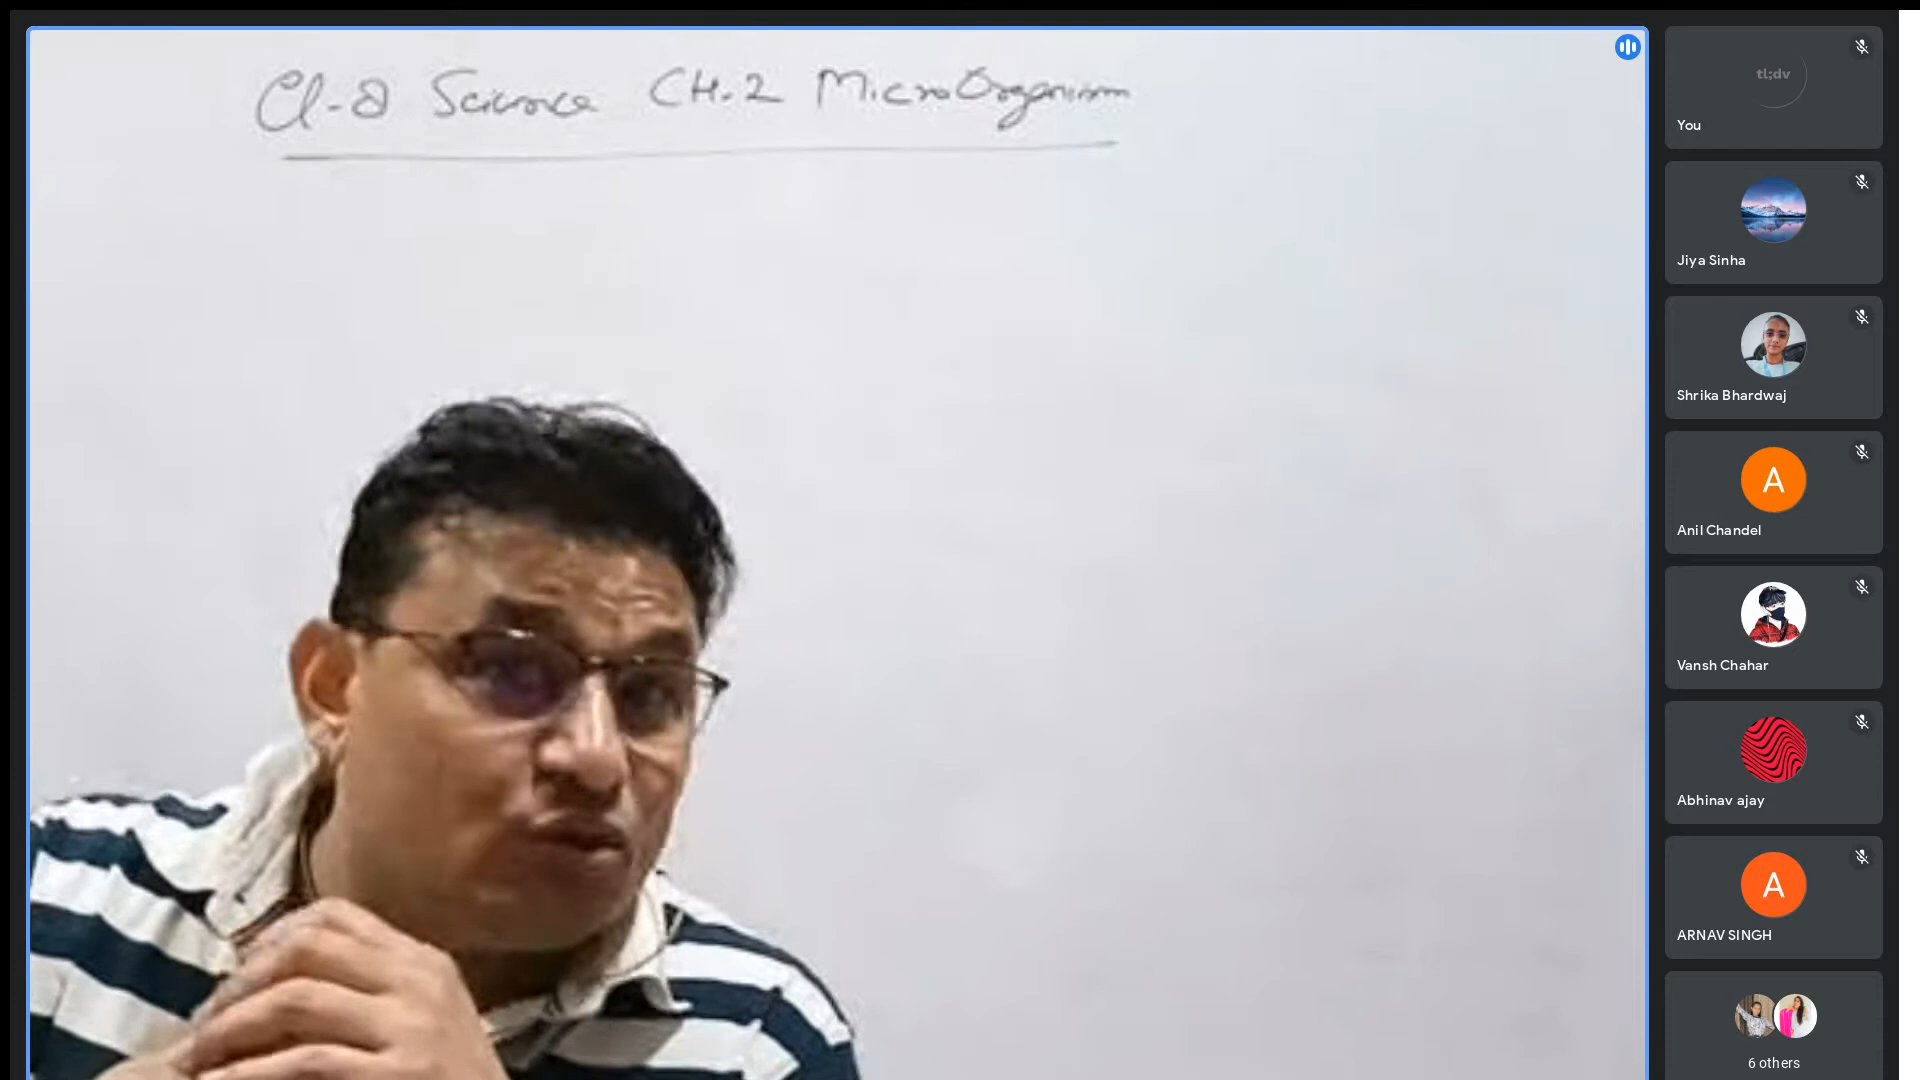 Cl-8 Science CH.2 MicroOrganism
tl;dv
You
Jiya Sinha
Shrika Bhardwaj
A
Anil Chandel
Vansh Chahar
Abhinav ajay
A
ARNAV SINGH
6 others